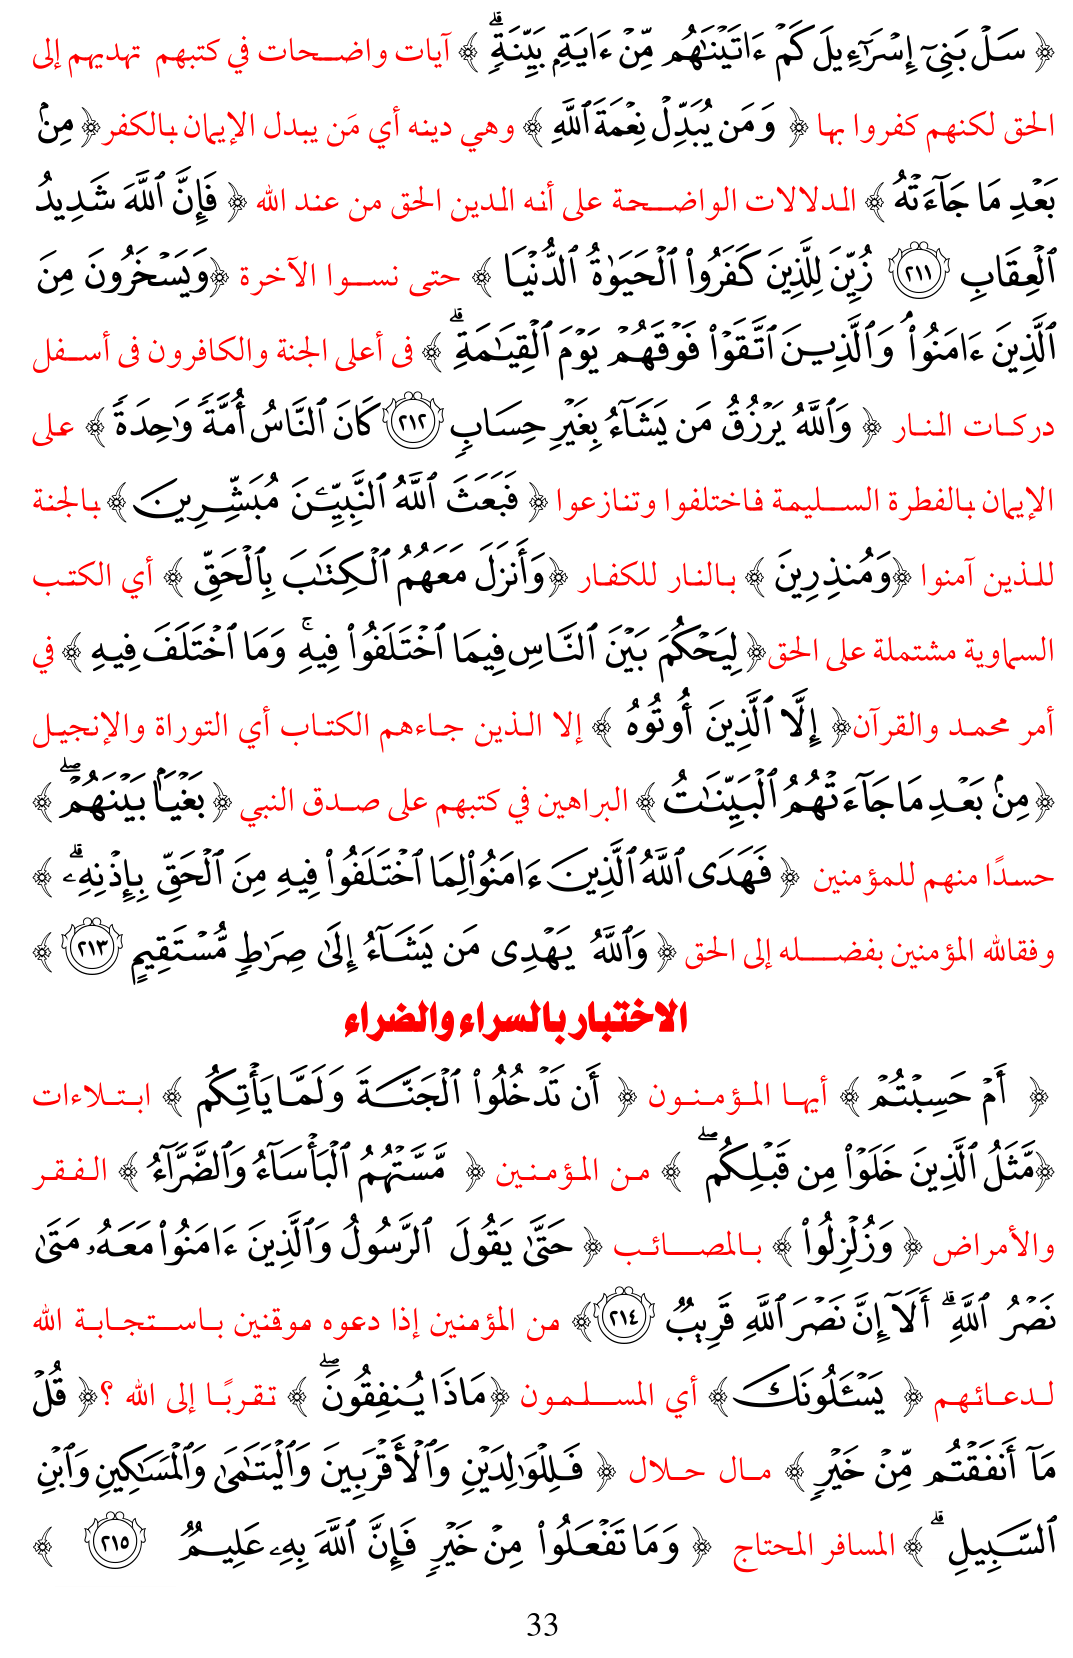 ﴿ سَلْ بَنِىٓ إِسْرَٰٓءِيلَ كَمْ ءَاتَيْنَٰهُم مِّنْ ءَايَةٍۭ بَيِّنَةٍۗ ﴾ آيات واضحات في كتبهم تهديهم إلى
الحق لكنهم كفروا بها ﴿ وَمَن يُبَدِّلْ نِعْمَةَ ٱللَّهِ ﴾ وهي دينه أي مَن يبدل الإيمان بالكفر﴿ مِنۢ
بَعْدِ مَا جَآءَتْهُ ﴾ الدلالات الواضحة على أنه الدين الحق من عند الله ﴿ فَإِنَّ ٱللَّهَ شَدِيدُ
ٱلْعِقَابِ ٢١١ زُيِّنَ لِلَّذِينَ كَفَرُوا۟ ٱلْحَيَوٰةُ ٱلدُّنْيَا ﴾ حتى نسوا الآخرة ﴿وَيَسْخَرُونَ مِنَ
ٱلَّذِينَ ءَامَنُوا۟ۘ وَٱلَّذِينَ ٱتَّقَوْا۟ فَوْقَهُمْ يَوْمَ ٱلْقِيَٰمَةِۗ ﴾ فى أعلى الجنة والكافرون فى أسفل
دركات النار ﴿ وَٱللَّهُ يَرْزُقُ مَن يَشَآءُ بِغَيْرِ حِسَابٍ ٢١٢ كَانَ ٱلنَّاسُ أُمَّةً وَٰحِدَةً ﴾ على
الإيمان بالفطرة السليمة فاختلفوا وتنازعوا ﴿ فَبَعَثَ ٱللَّهُ ٱلنَّبِيِّـۧنَ مُبَشِّرِينَ ﴾ بالجنة
للذين آمنوا ﴿وَمُنذِرِينَ ﴾ بالنار للكفار ﴿وَأَنزَلَ مَعَهُمُ ٱلْكِتَٰبَ بِٱلْحَقِّ ﴾ أي الكتب
السماوية مشتملة على الحق﴿ لِيَحْكُمَ بَيْنَ ٱلنَّاسِ فِيمَا ٱخْتَلَفُوا۟ فِيهِۚ وَمَا ٱخْتَلَفَ فِيهِ ﴾ في
أمر محمد والقرآن﴿ إِلَّا ٱلَّذِينَ أُوتُوهُ ﴾ إلا الذين جاءهم الكتاب أي التوراة والإنجيل
﴿ مِنۢ بَعْدِ مَا جَآءَتْهُمُ ٱلْبَيِّنَٰتُ ﴾ البراهين في كتبهم على صدق النبي ﴿ بَغْيَۢا بَيْنَهُمْۖ ﴾
حسدًا منهم للمؤمنين ﴿ فَهَدَى ٱللَّهُ ٱلَّذِينَ ءَامَنُوا۟ لِمَا ٱخْتَلَفُوا۟ فِيهِ مِنَ ٱلْحَقِّ بِإِذْنِهِۦۗ ﴾
وفقالله المؤمنين بفضله إلى الحق ﴿ وَٱللَّهُ يَهْدِى مَن يَشَآءُ إِلَىٰ صِرَٰطٍ مُّسْتَقِيمٍ ٢١٣ ﴾
الاختبار بالسراء والضراء
﴿ أَمْ حَسِبْتُمْ ﴾ أيها المؤمنون ﴿ أَن تَدْخُلُوا۟ ٱلْجَنَّةَ وَلَمَّا يَأْتِكُم ﴾ ابتلاءات
﴿مَّثَلُ ٱلَّذِينَ خَلَوْا۟ مِن قَبْلِكُمۖ ﴾ من المؤمنين ﴿ مَّسَّتْهُمُ ٱلْبَأْسَآءُ وَٱلضَّرَّآءُ ﴾ الفقر
والأمراض ﴿ وَزُلْزِلُوا۟ ﴾ بالمصائب ﴿ حَتَّىٰ يَقُولَ ٱلرَّسُولُ وَٱلَّذِينَ ءَامَنُوا۟ مَعَهُۥ مَتَىٰ
نَصْرُ ٱللَّهِۗ أَلَآ إِنَّ نَصْرَ ٱللَّهِ قَرِيبٌ ٢١٤ ﴾ من المؤمنين إذا دعوه موقنين باستجابة الله
لدعائهم ﴿ يَسْـَٔلُونَكَ ﴾ أي المسلمون ﴿مَاذَا يُنفِقُونَۖ ﴾ تقربًا إلى الله ؟﴿ قُلْ
مَآ أَنفَقْتُم مِّنْ خَيْرٍ ﴾ مال حلال ﴿ فَلِلْوَٰلِدَيْنِ وَٱلْأَقْرَبِينَ وَٱلْيَتَٰمَىٰ وَٱلْمَسَٰكِينِ وَٱبْنِ
ٱلسَّبِيلِۗ ﴾ المسافر المحتاج ﴿ وَمَا تَفْعَلُوا۟ مِنْ خَيْرٍ فَإِنَّ ٱللَّهَ بِهِۦ عَلِيمٌ ٢١٥ ﴾
33